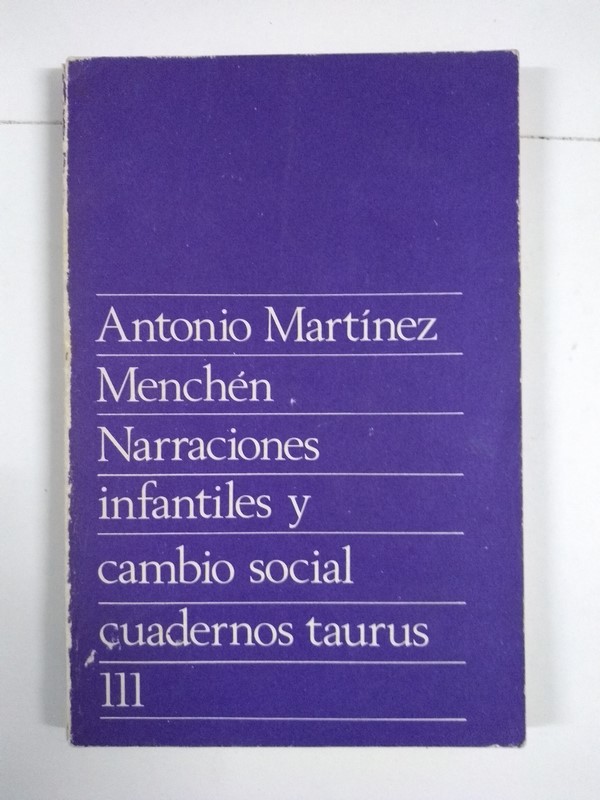 Antonio Martínez
Menchén
Narraciones
infantiles y
cambio social
cuadernos taurus
111